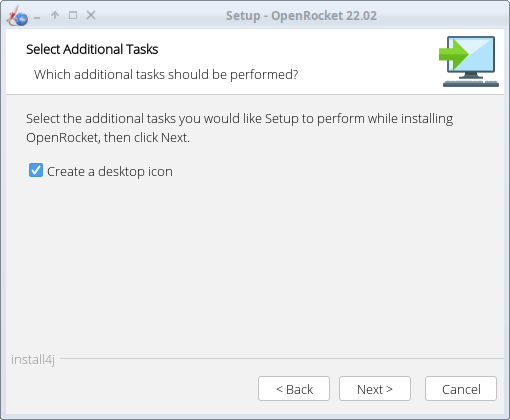 Setup - OpenRocket 22.02
Select Additional Tasks
Which additional tasks should be performed?
Select the additional tasks you would like Setup to perform while installing
OpenRocket, then click Next.
Create a desktop icon
install4j
< Back
Next >
Cancel